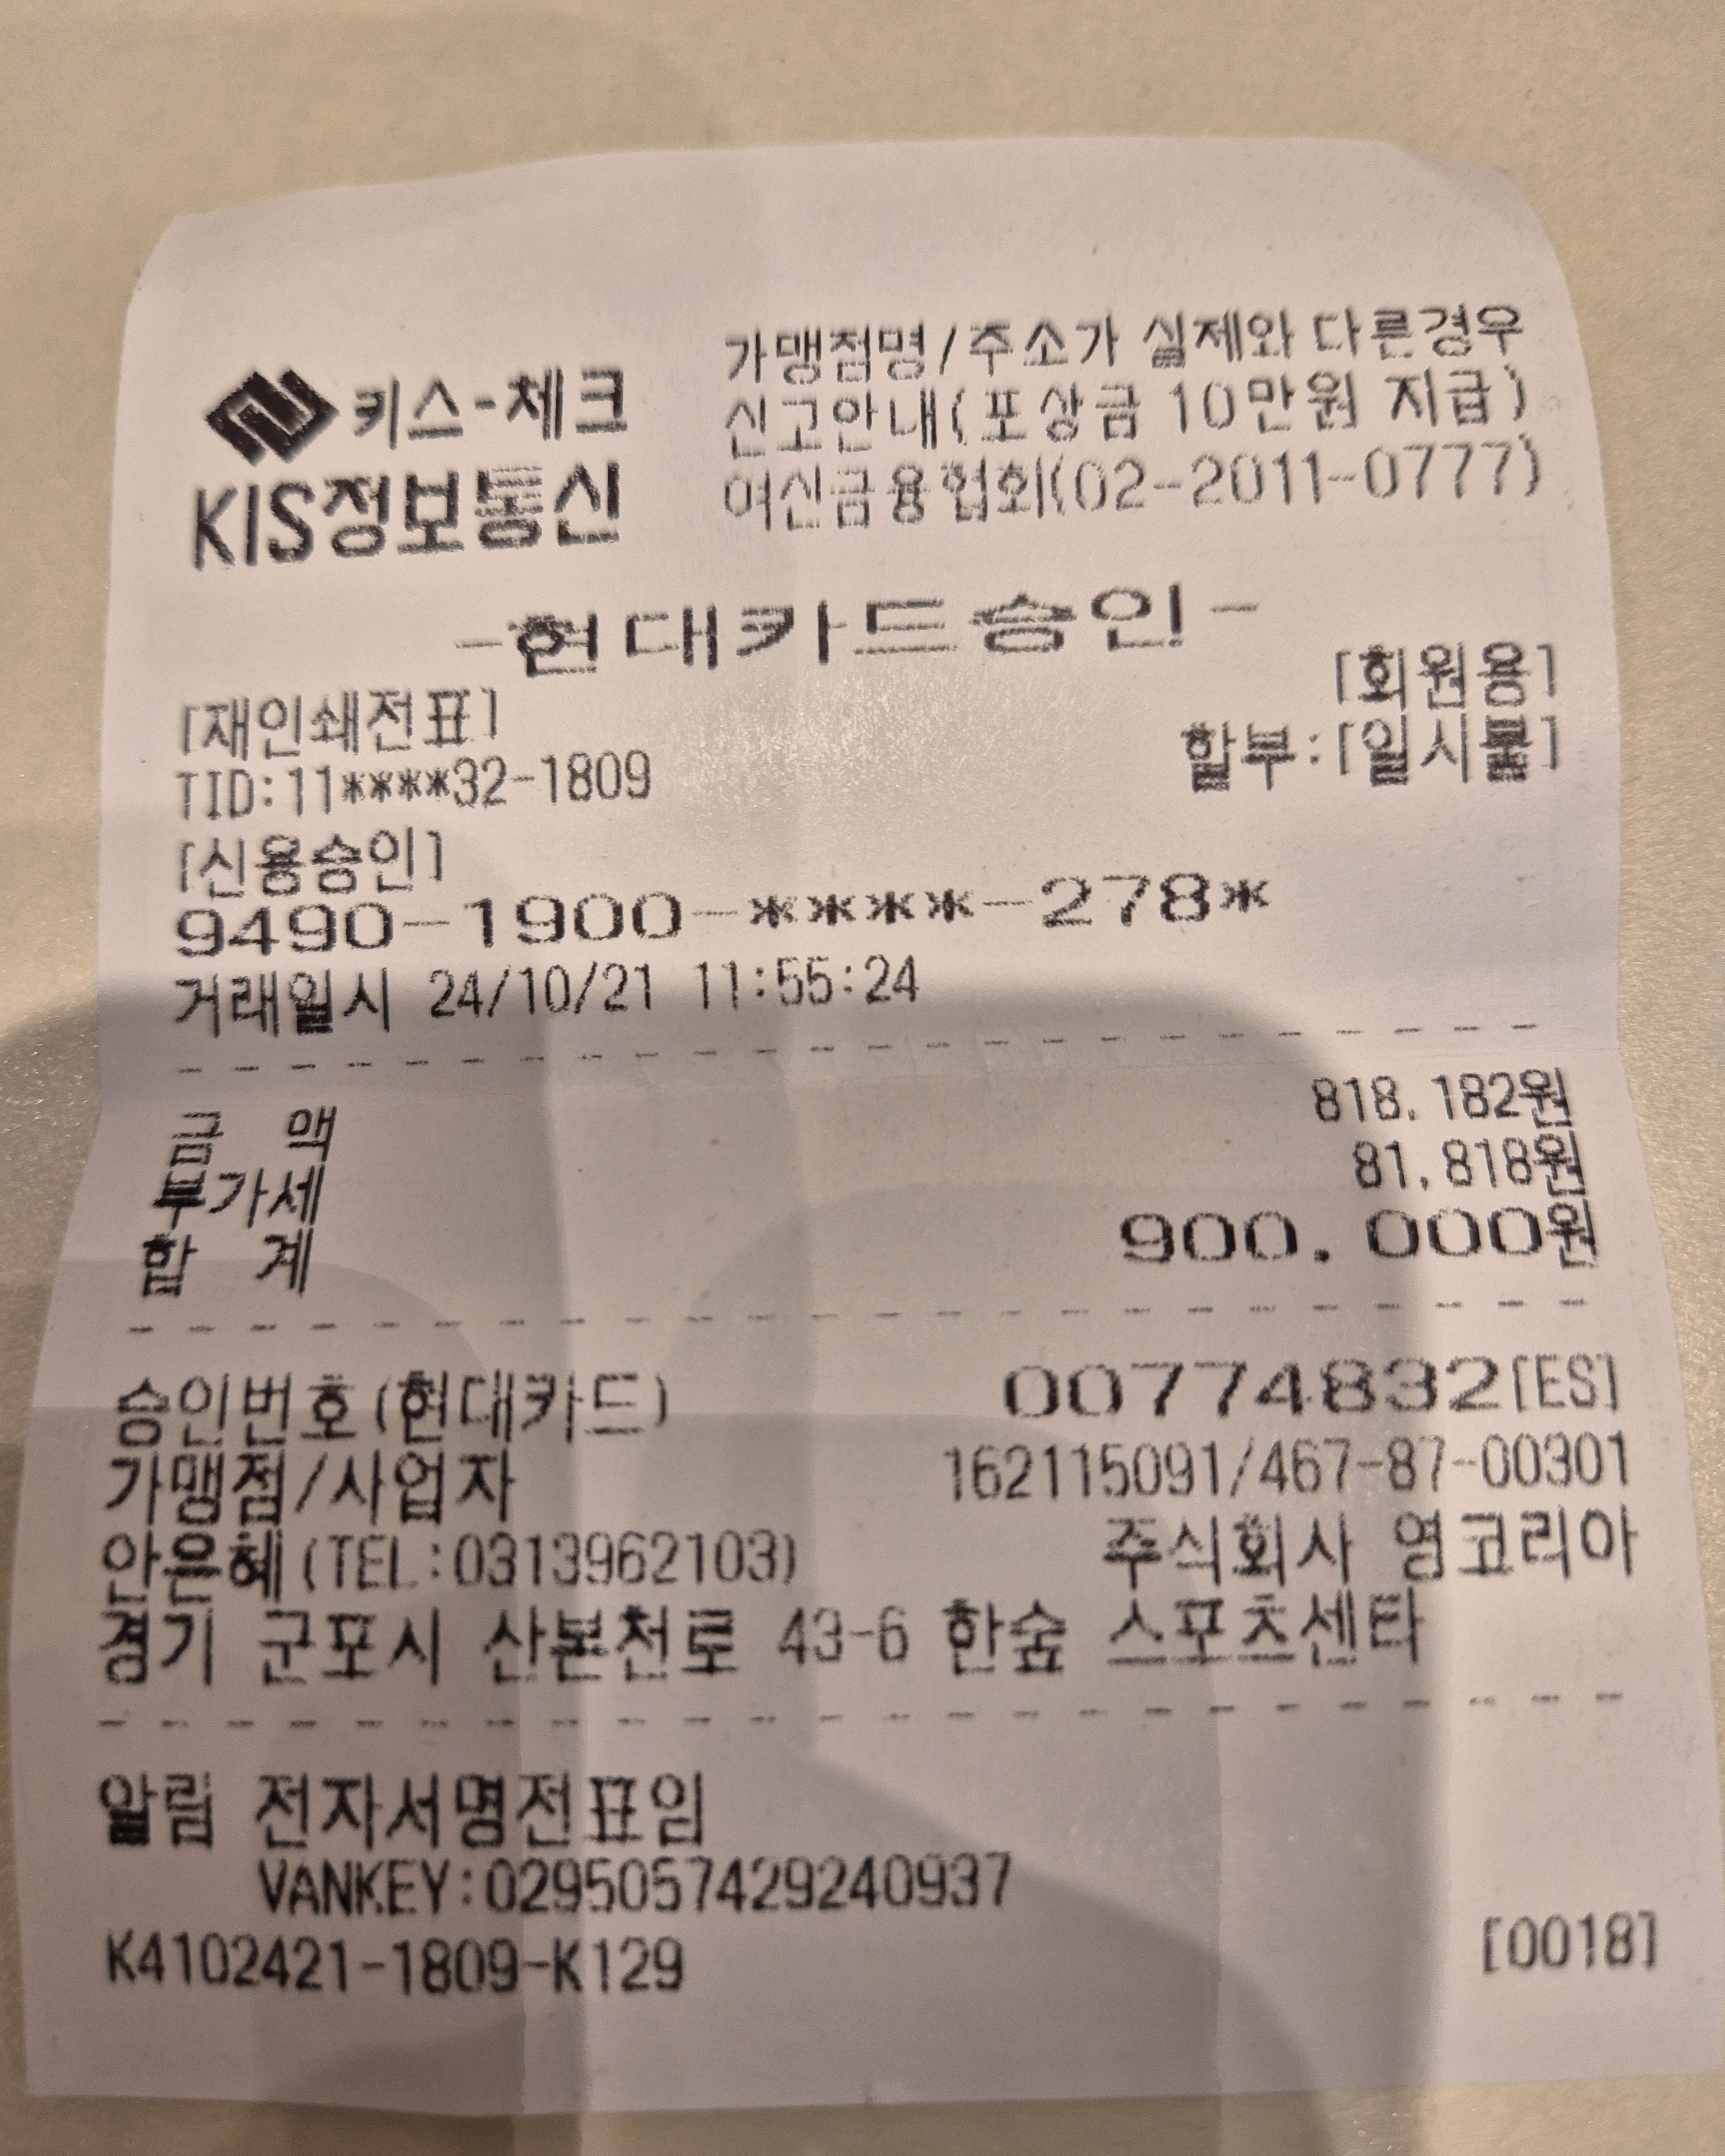 키스-체크
KIS정보통신
가맹점명/주소가 실제와 다른경우
신고안내(포상금 10만원 지급)
여신금융협회(02-2011-0777)
-현대카드승인-
[회원용]
[재인쇄전표]
할부:[일시불]
TID:11****32-1809
[신용승인]
9490-1900-****-278*
거래일시 24/10/21 11:55:24
금 액 818,182원
부가세 81,818원
합 계 900,000원
승인번호(현대카드) 00774832[ES]
가맹점/사업자 162115091/467-87-00301
안은혜(TEL:0313962103) 주식회사 염코리아
경기 군포시 산본천로 43-6 한숲 스포츠센타
알림 전자서명전표임
VANKEY:0295057429240937
K4102421-1809-K129 [0018]